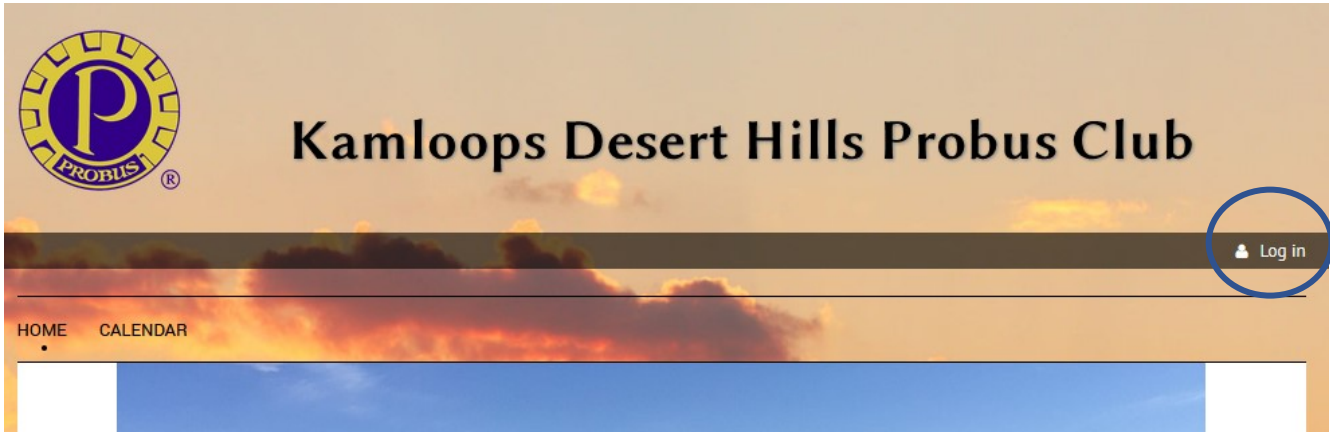 P
PROBUS
®
Kamloops Desert Hills Probus Club
Log in
HOME CALENDAR